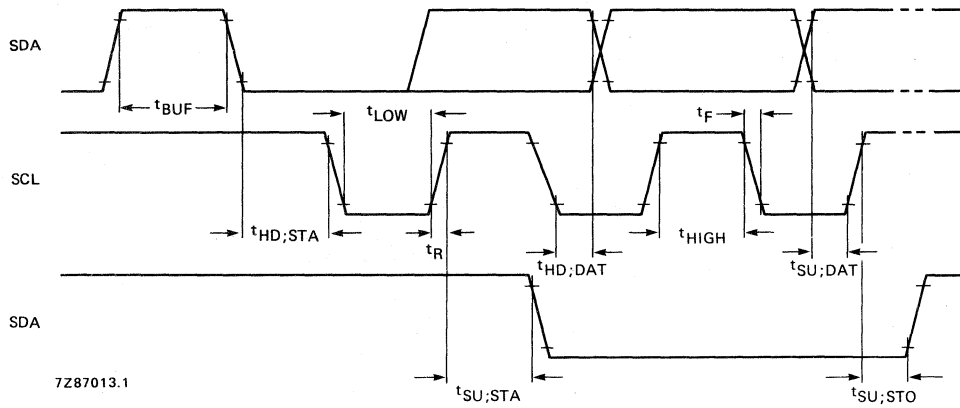 SDA
tBUF
tLOW
tF
SCL
tHD;STA
tR
tHD;DAT
tHIGH
tSU;DAT
SDA
7Z87013.1
tSU;STA
tSU;STO